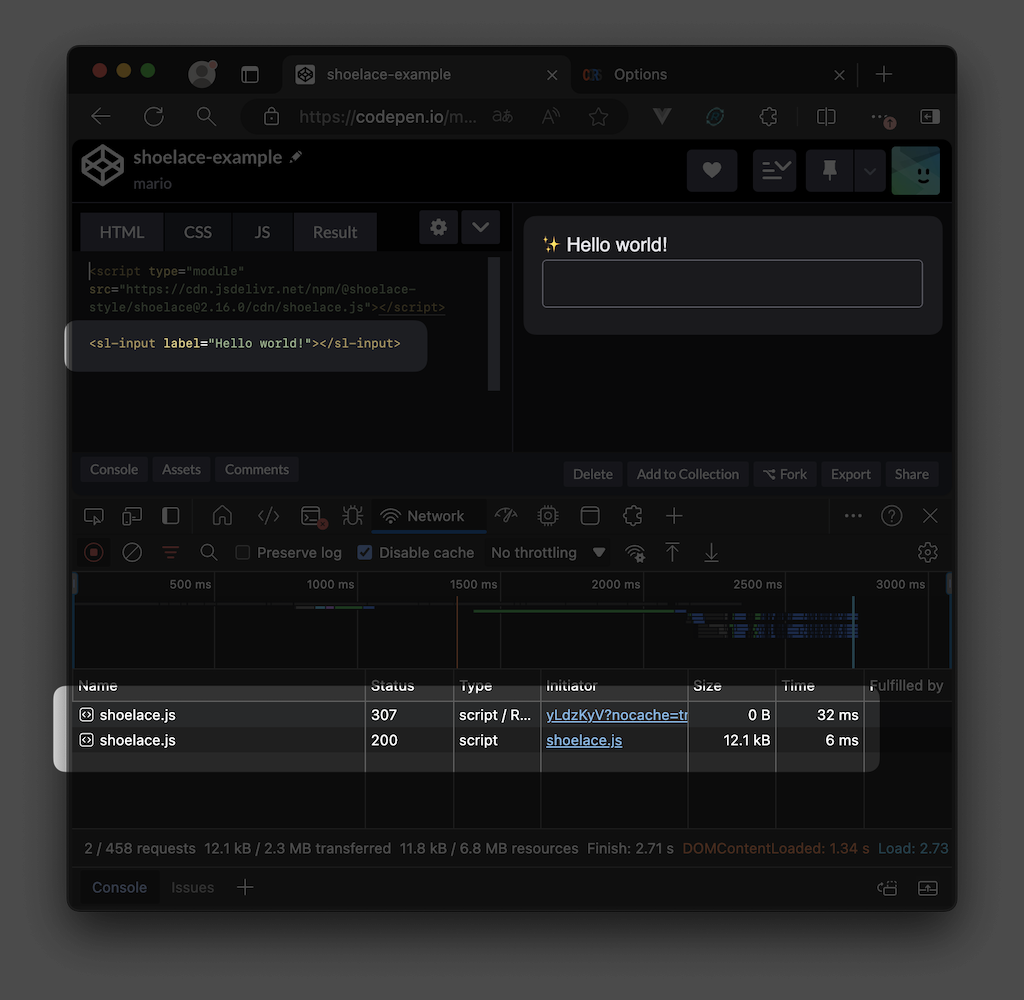 shoelace-example
Options
https://codepen.io/m...
あ
shoelace-example
mario
HTML CSS JS Result
<script type="module"
src="https://cdn.jsdelivr.net/npm/@shoelace-
style/shoelace@2.16.0/cdn/shoelace.js"></script>
<sl-input label="Hello world!"></sl-input>
✨ Hello world!
Console Assets Comments
Delete Add to Collection Fork Export Share
Network
Preserve log Disable cache No throttling
500 ms 1000 ms 1500 ms 2000 ms 2500 ms 3000 ms
Name Status Type Initiator Size Time Fulfilled by
shoelace.js 307 script / R... yLdzKyV?nocache=tr 0 B 32 ms
shoelace.js 200 script shoelace.js 12.1 kB 6 ms
2 / 458 requests 12.1 kB / 2.3 MB transferred 11.8 kB / 6.8 MB resources Finish: 2.71 s DOMContentLoaded: 1.34 s Load: 2.73
Console Issues